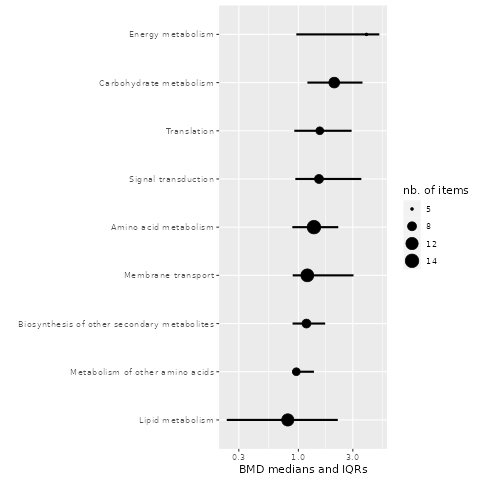 Energy metabolism
Carbohydrate metabolism
Translation
Signal transduction
Amino acid metabolism
Membrane transport
Biosynthesis of other secondary metabolites
Metabolism of other amino acids
Lipid metabolism
0.3 1.0 3.0
BMD medians and IQRs
nb. of items
5
8
12
14